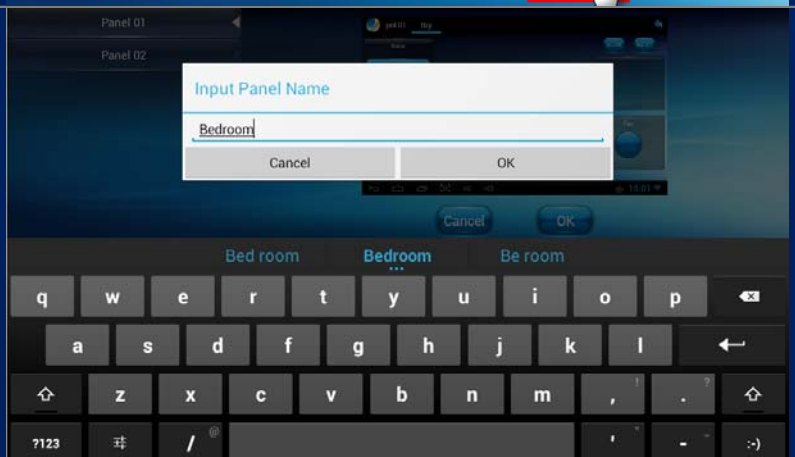 Panel 01
Panel 02
Input Panel Name
Bedroom
Cancel OK
Cancel OK
Bed room Bedroom Be room
q w e r t y u i o p
a s d f g h j k l
z x c v b n m , ! . ?
?123 / @ ' - :-)